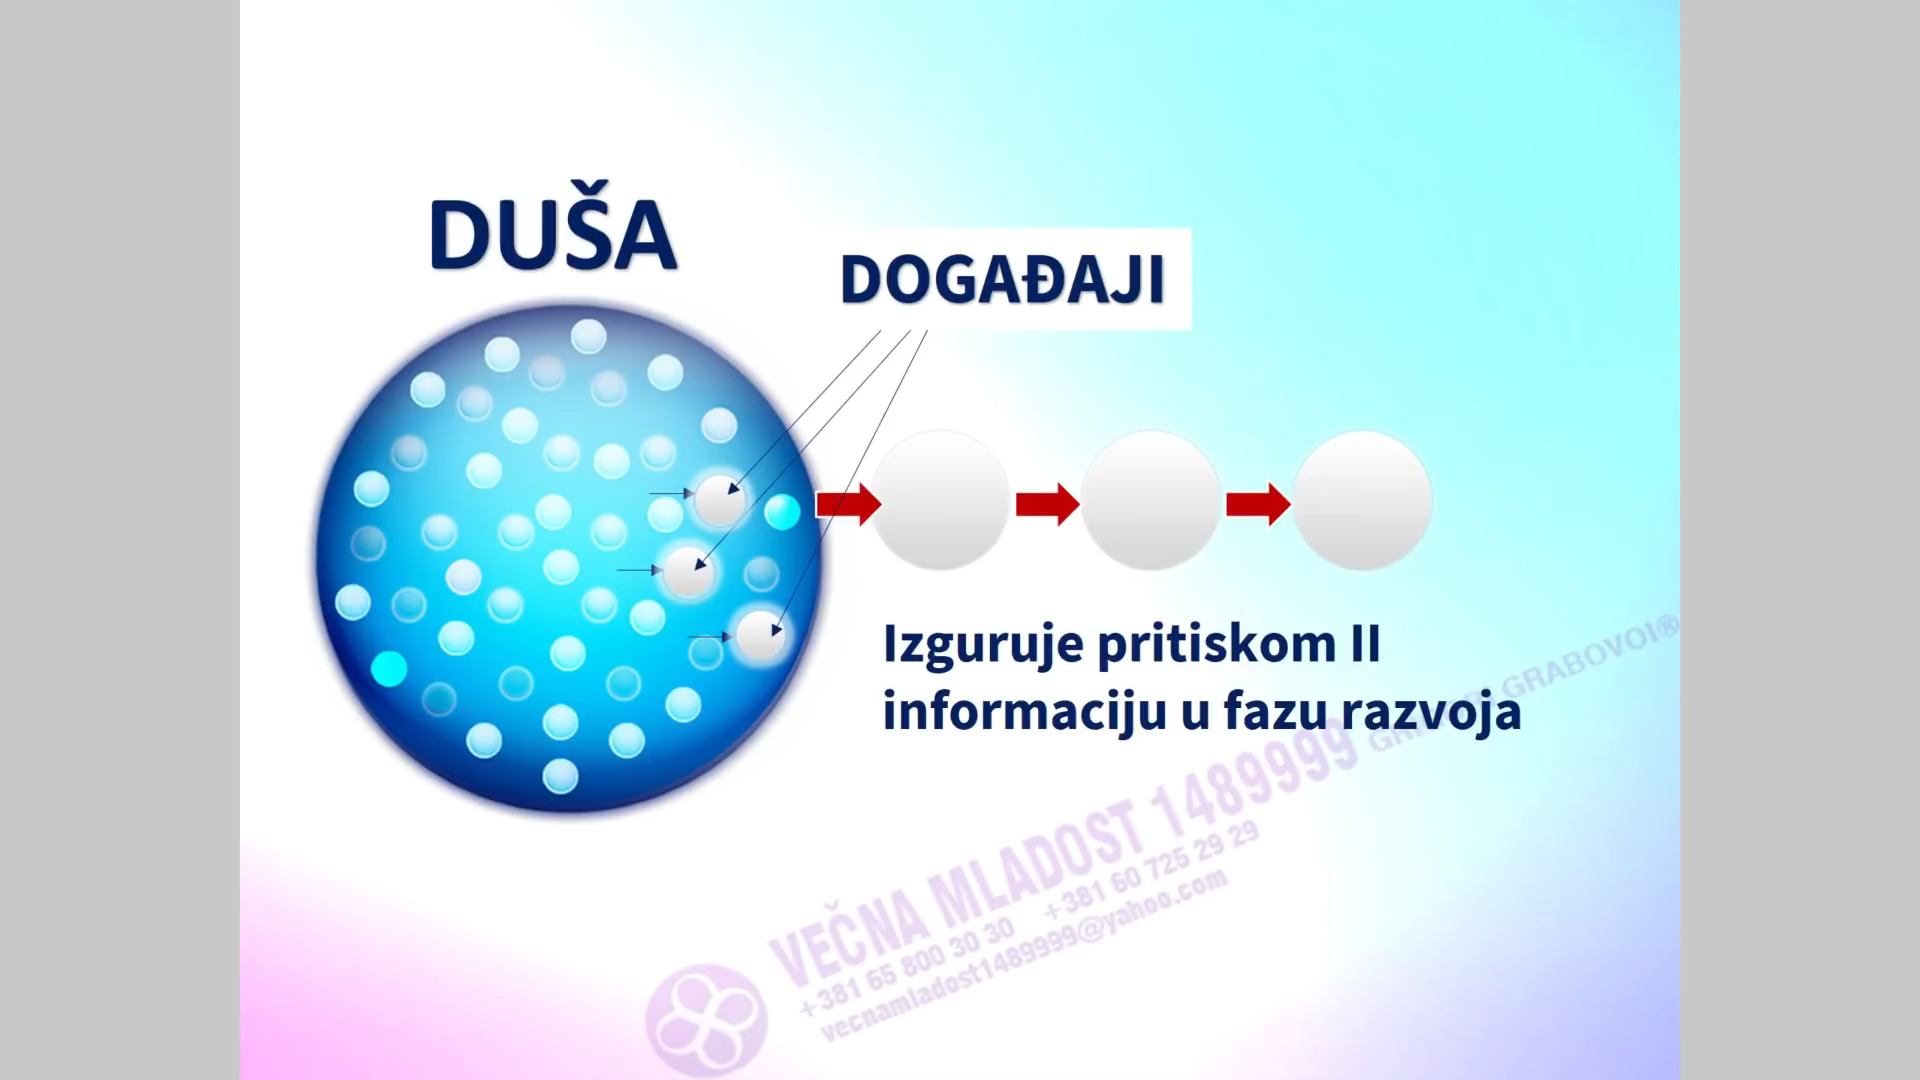 DUŠA
DOGAĐAJI
Izguruje pritiskom II
informaciju u fazu razvoja
VEČNA MLADOST 1489999
GRABOVOI®
+381 65 800 30 30 +381 60 725 29 29
vecnamladost1489999@yahoo.com